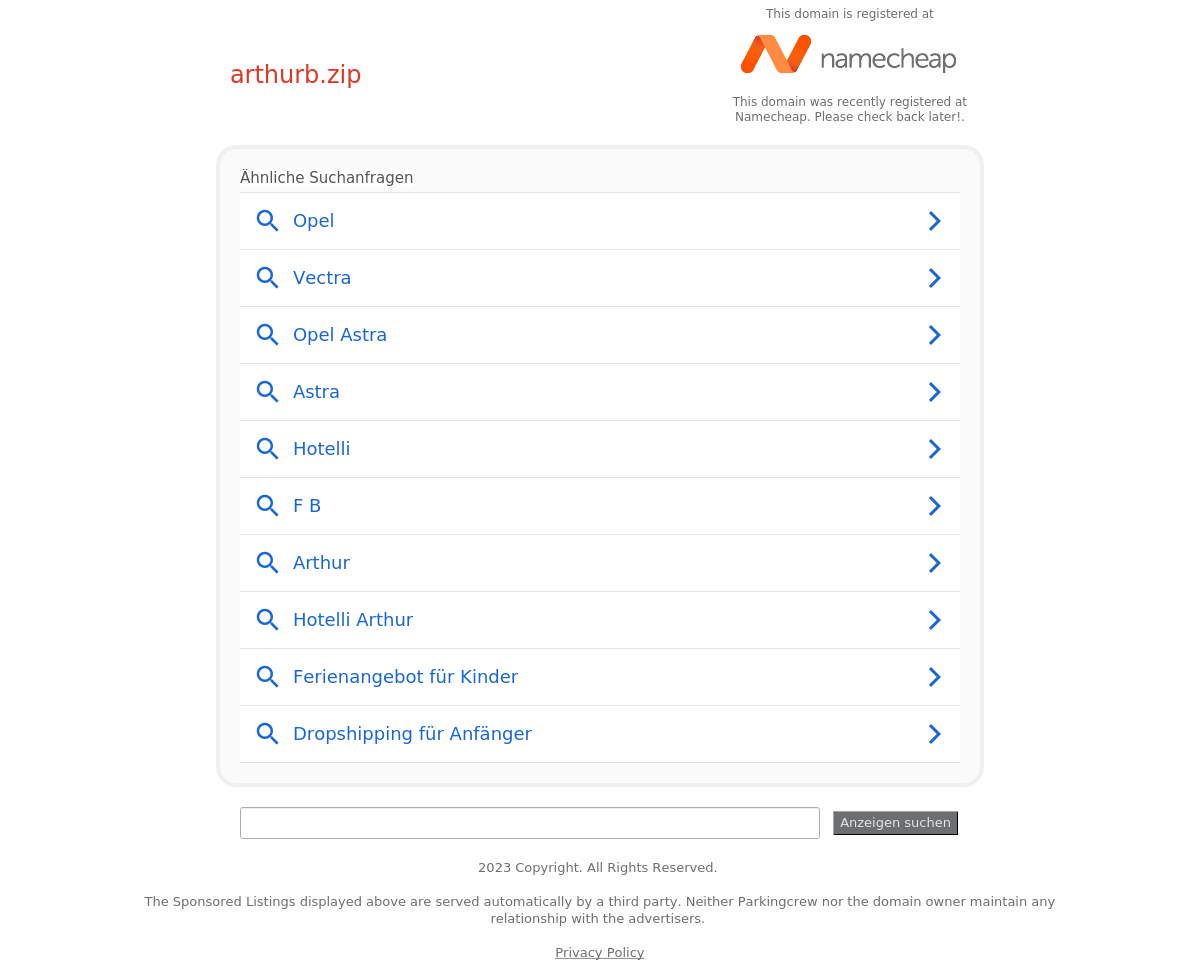 This domain is registered at
namecheap
arthurb.zip
This domain was recently registered at
Namecheap. Please check back later!.
Ähnliche Suchanfragen
Opel
Vectra
Opel Astra
Astra
Hotelli
F B
Arthur
Hotelli Arthur
Ferienangebot für Kinder
Dropshipping für Anfänger
Anzeigen suchen
2023 Copyright. All Rights Reserved.
The Sponsored Listings displayed above are served automatically by a third party. Neither Parkingcrew nor the domain owner maintain any
relationship with the advertisers.
Privacy Policy